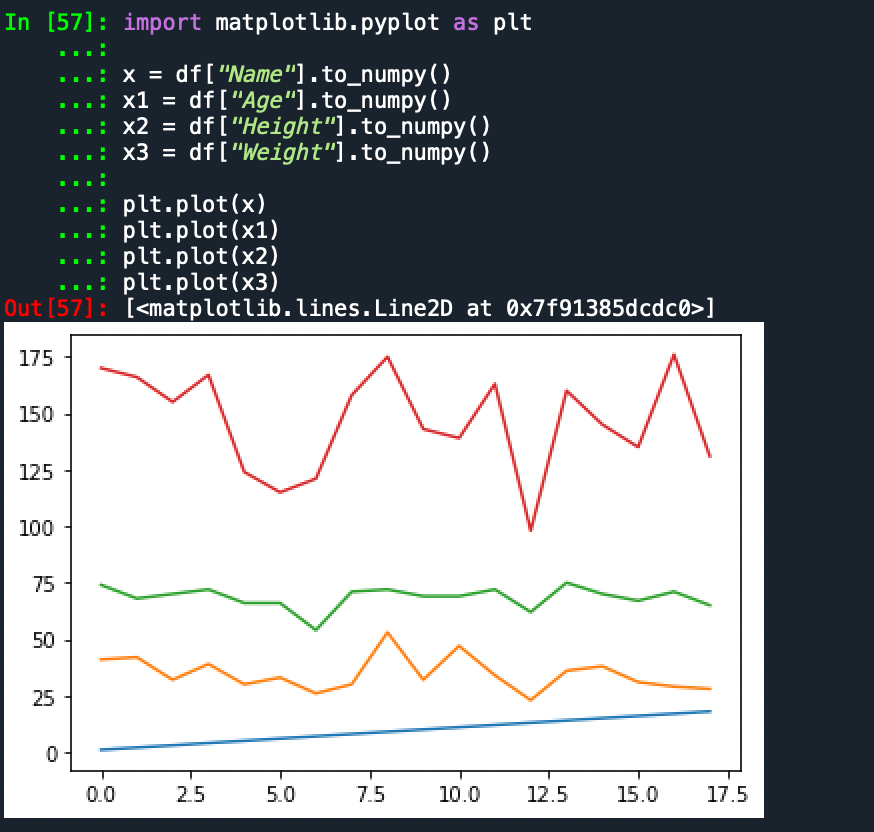 In [57]: import matplotlib.pyplot as plt
...:
...: x = df["Name"].to_numpy()
...: x1 = df["Age"].to_numpy()
...: x2 = df["Height"].to_numpy()
...: x3 = df["Weight"].to_numpy()
...:
...: plt.plot(x)
...: plt.plot(x1)
...: plt.plot(x2)
...: plt.plot(x3)
Out[57]: [<matplotlib.lines.Line2D at 0x7f91385dcdc0>]
175
150
125
100
75
50
25
0
0.0 2.5 5.0 7.5 10.0 12.5 15.0 17.5